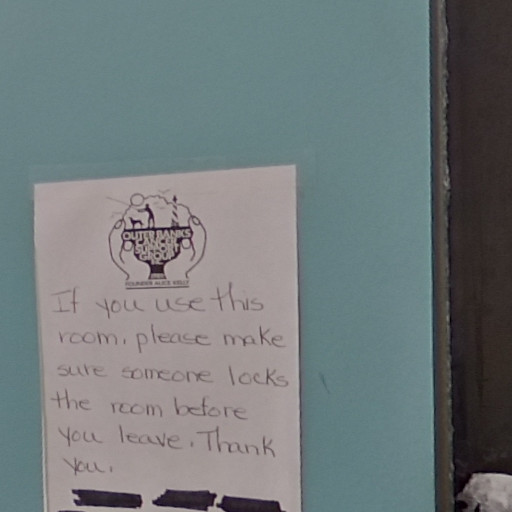 OUTER BANKS
CANCER
SUPPORT
GROUP
FOUNDER ALICE KELLY
If you use this
room, please make
sure someone locks
the room before
you leave. Thank
you.